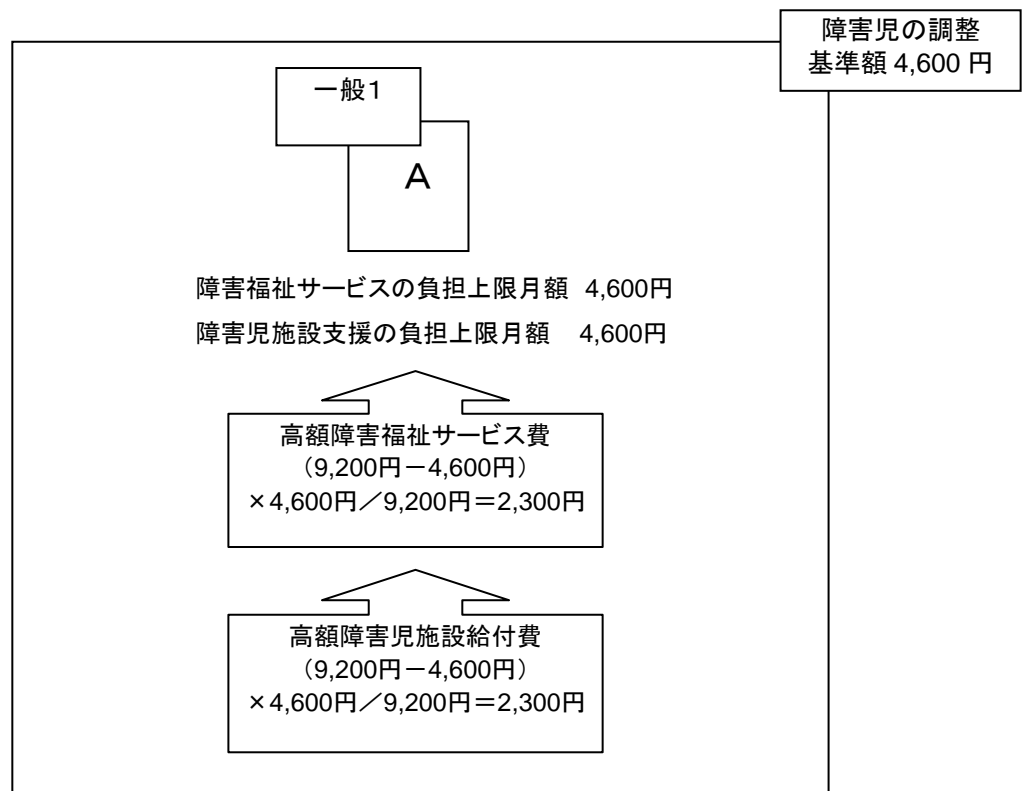 障害児の調整
基準額 4,600 円
一般1
A
障害福祉サービスの負担上限月額 4,600円
障害児施設支援の負担上限月額 4,600円
高額障害福祉サービス費
（9,200円－4,600円）
×4,600円／9,200円＝2,300円
高額障害児施設給付費
（9,200円－4,600円）
×4,600円／9,200円＝2,300円